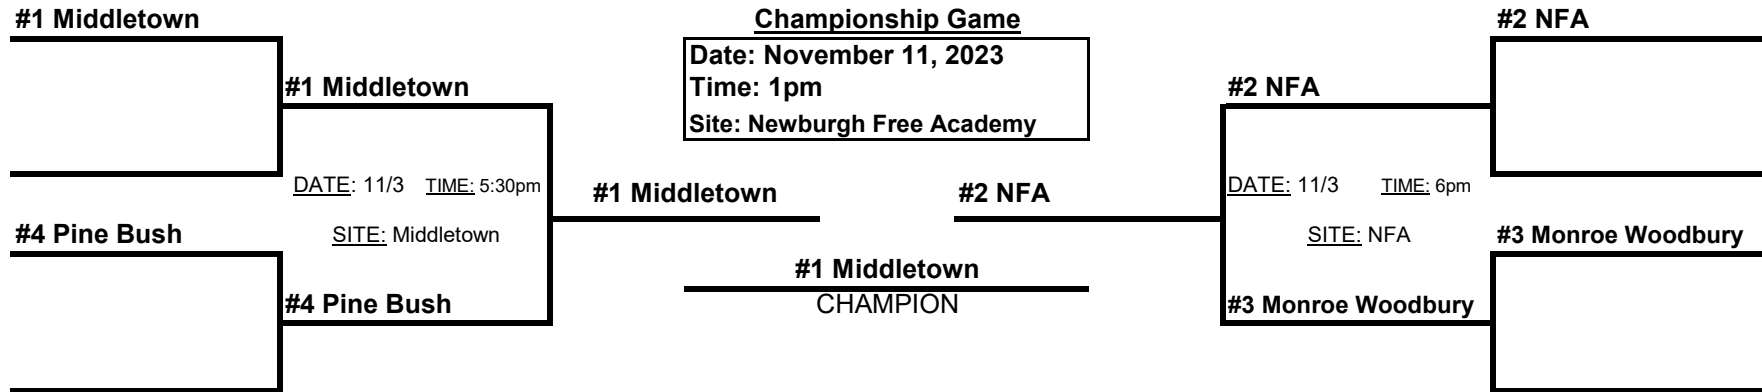 #1 Middletown
Championship Game
#2 NFA
Date: November 11, 2023
#1 Middletown
Time: 1pm
#2 NFA
Site: Newburgh Free Academy
DATE: 11/3 TIME: 5:30pm
#1 Middletown
#2 NFA
DATE: 11/3 TIME: 6pm
#4 Pine Bush
SITE: Middletown
SITE: NFA
#3 Monroe Woodbury
#1 Middletown
#4 Pine Bush
CHAMPION
#3 Monroe Woodbury